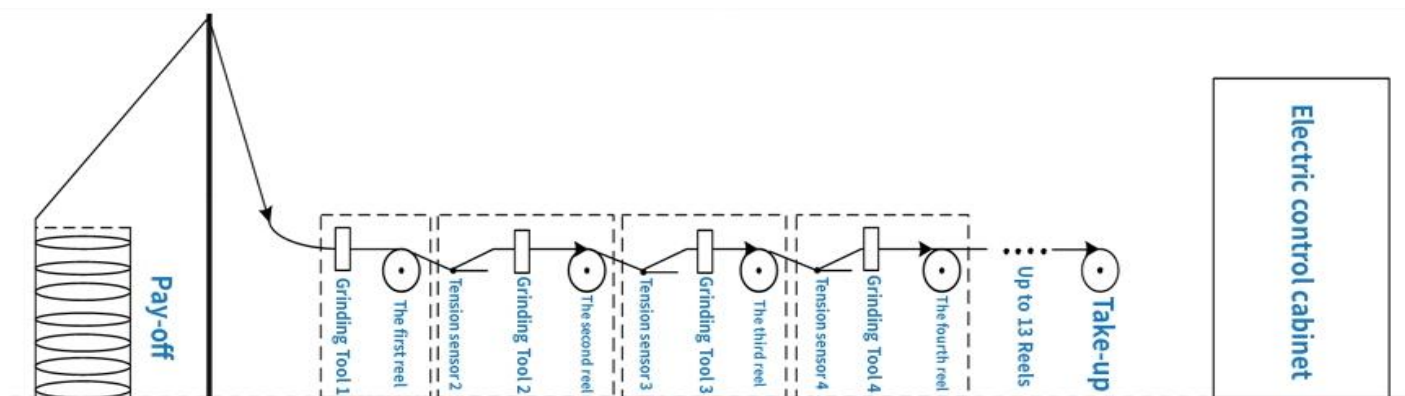 Pay-off
Grinding Tool 1
The first reel
Tension sensor 2
Grinding Tool 2
The second reel
Tension sensor 3
Grinding Tool 3
The third reel
Tension sensor 4
Grinding Tool 4
The fourth reel
Up to 13 Reels
Take-up
Electric control cabinet